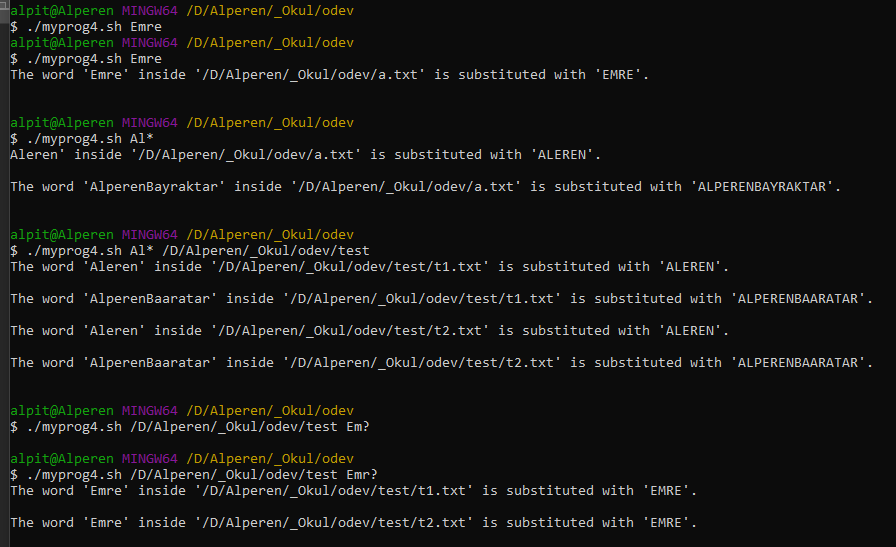 alpit@Alperen MINGW64 /D/Alperen/_Okul/odev
$ ./myprog4.sh Emre
alpit@Alperen MINGW64 /D/Alperen/_Okul/odev
$ ./myprog4.sh Emre
The word 'Emre' inside '/D/Alperen/_Okul/odev/a.txt' is substituted with 'EMRE'.
alpit@Alperen MINGW64 /D/Alperen/_Okul/odev
$ ./myprog4.sh Al*
Aleren' inside '/D/Alperen/_Okul/odev/a.txt' is substituted with 'ALEREN'.
The word 'AlperenBayraktar' inside '/D/Alperen/_Okul/odev/a.txt' is substituted with 'ALPERENBAYRAKTAR'.
alpit@Alperen MINGW64 /D/Alperen/_Okul/odev
$ ./myprog4.sh Al* /D/Alperen/_Okul/odev/test
The word 'Aleren' inside '/D/Alperen/_Okul/odev/test/t1.txt' is substituted with 'ALEREN'.
The word 'AlperenBaaratar' inside '/D/Alperen/_Okul/odev/test/t1.txt' is substituted with 'ALPERENBAARATAR'.
The word 'Aleren' inside '/D/Alperen/_Okul/odev/test/t2.txt' is substituted with 'ALEREN'.
The word 'AlperenBaaratar' inside '/D/Alperen/_Okul/odev/test/t2.txt' is substituted with 'ALPERENBAARATAR'.
alpit@Alperen MINGW64 /D/Alperen/_Okul/odev
$ ./myprog4.sh /D/Alperen/_Okul/odev/test Em?
alpit@Alperen MINGW64 /D/Alperen/_Okul/odev
$ ./myprog4.sh /D/Alperen/_Okul/odev/test Emr?
The word 'Emre' inside '/D/Alperen/_Okul/odev/test/t1.txt' is substituted with 'EMRE'.
The word 'Emre' inside '/D/Alperen/_Okul/odev/test/t2.txt' is substituted with 'EMRE'.